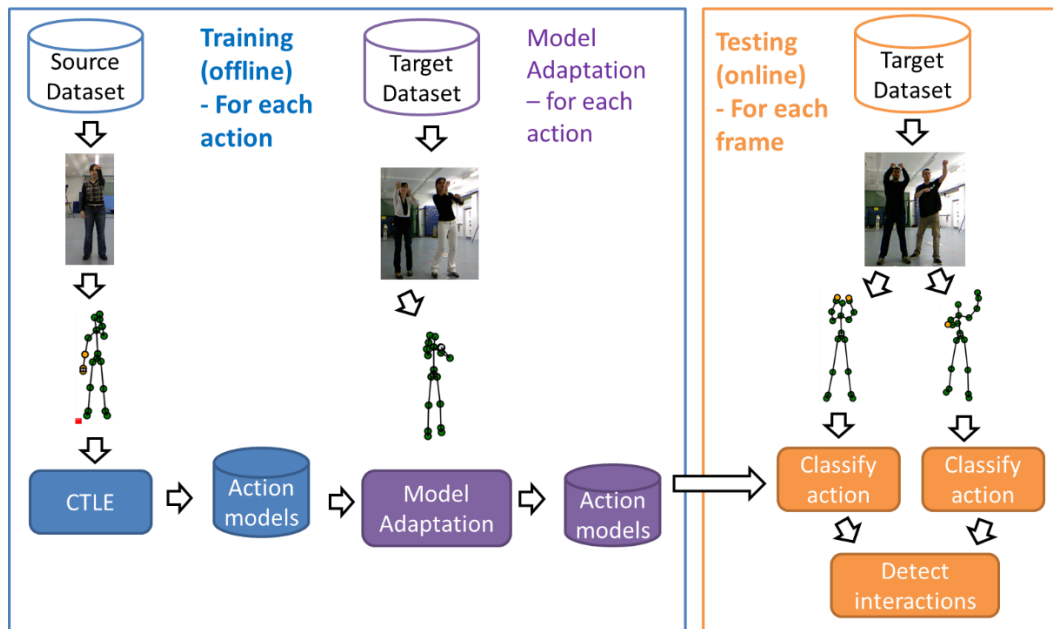 Source
Dataset
Training
(offline)
- For each
action
Target
Dataset
Model
Adaptation
– for each
action
CTLE
Action
models
Model
Adaptation
Action
models
Testing
(online)
- For each
frame
Target
Dataset
Classify
action
Classify
action
Detect
interactions